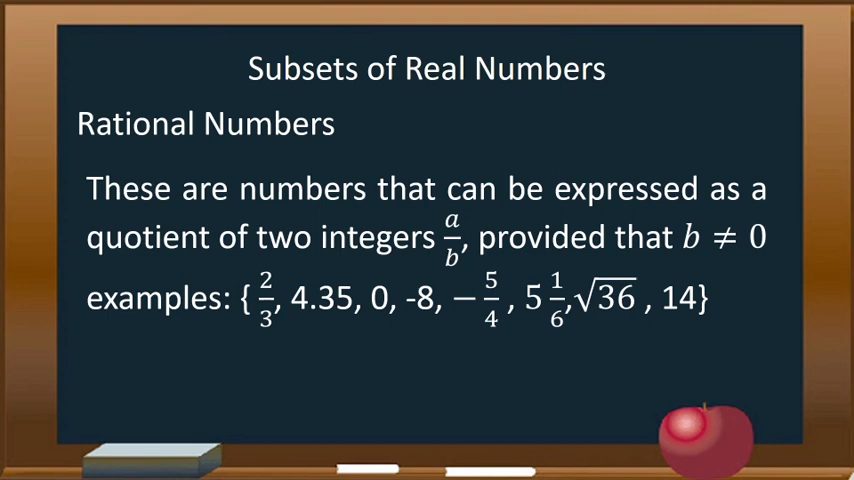 Subsets of Real Numbers
Rational Numbers
These are numbers that can be expressed as a
quotient of two integers a/b, provided that b ≠ 0
examples: { 2/3, 4.35, 0, -8, −5/4 , 5 1/6,√36 , 14}